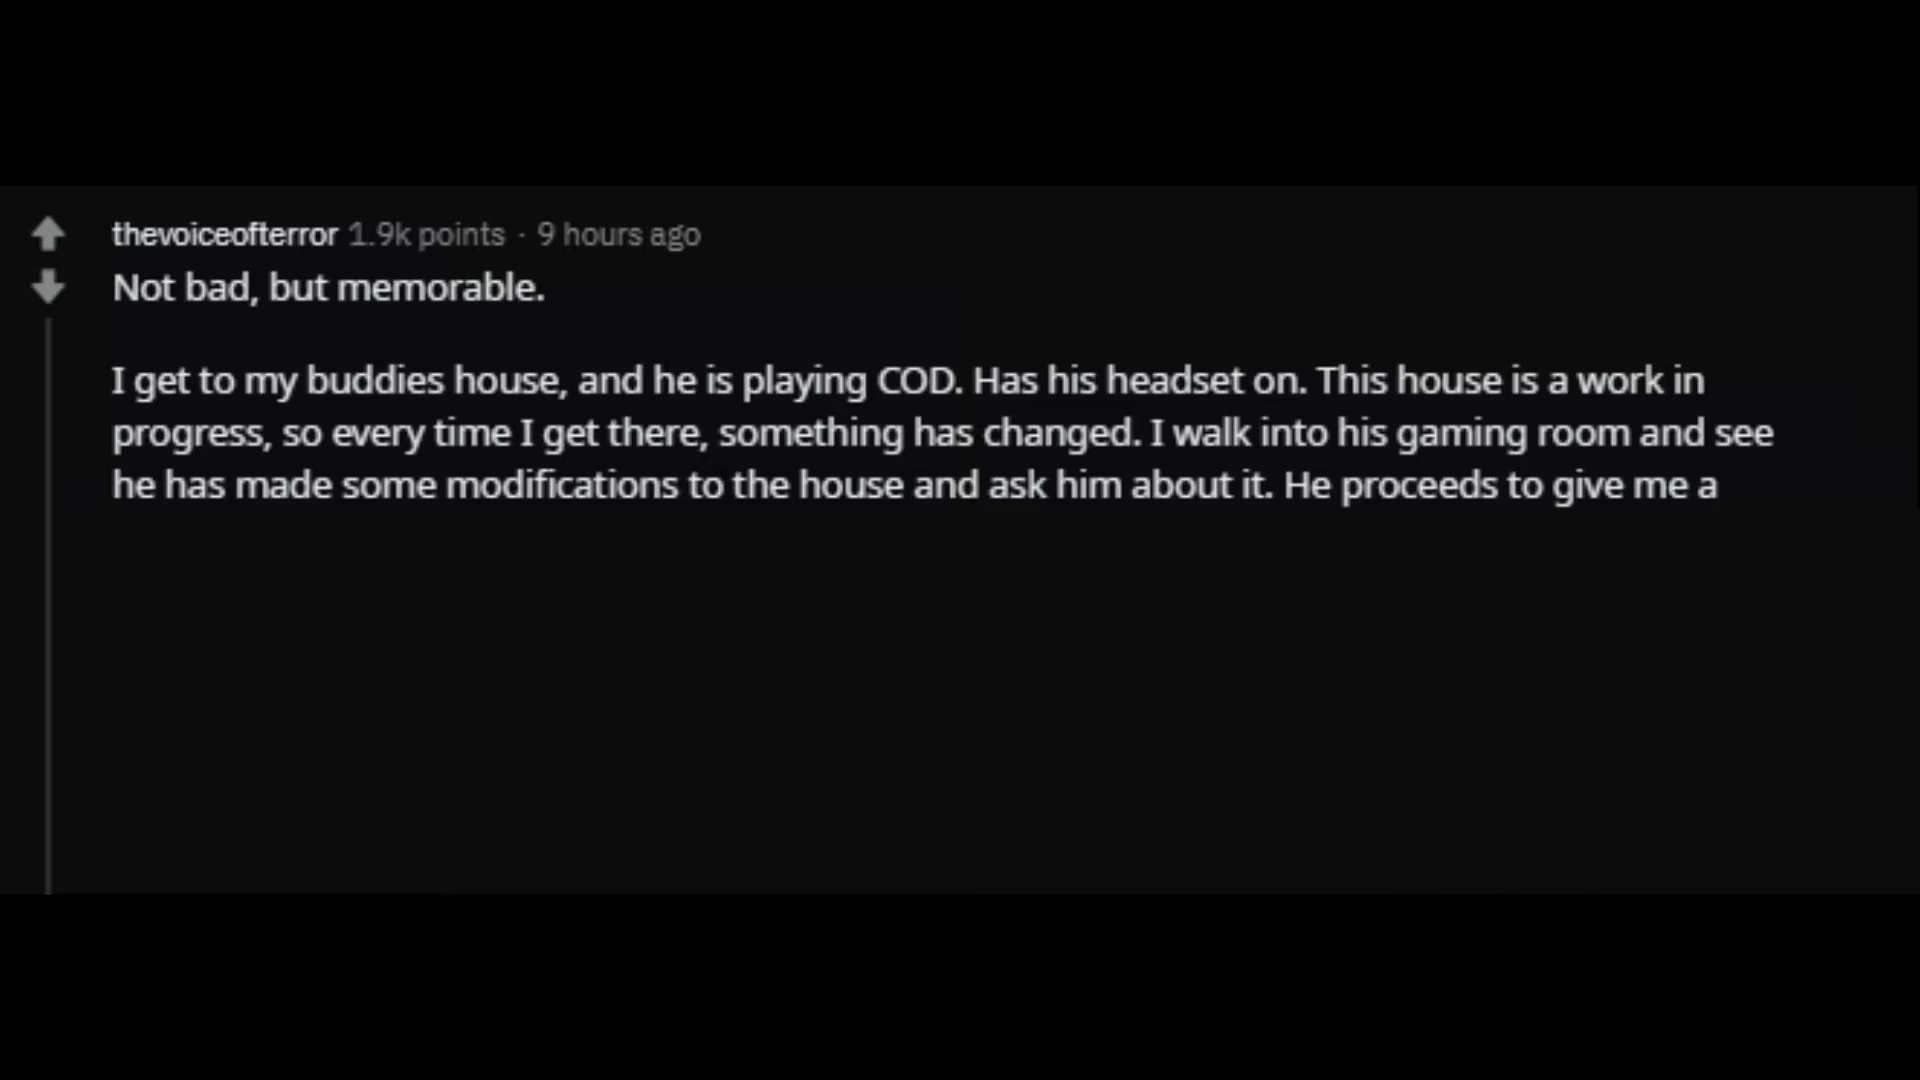 thevoiceofterror 1.9k points · 9 hours ago
Not bad, but memorable.
I get to my buddies house, and he is playing COD. Has his headset on. This house is a work in
progress, so every time I get there, something has changed. I walk into his gaming room and see
he has made some modifications to the house and ask him about it. He proceeds to give me a